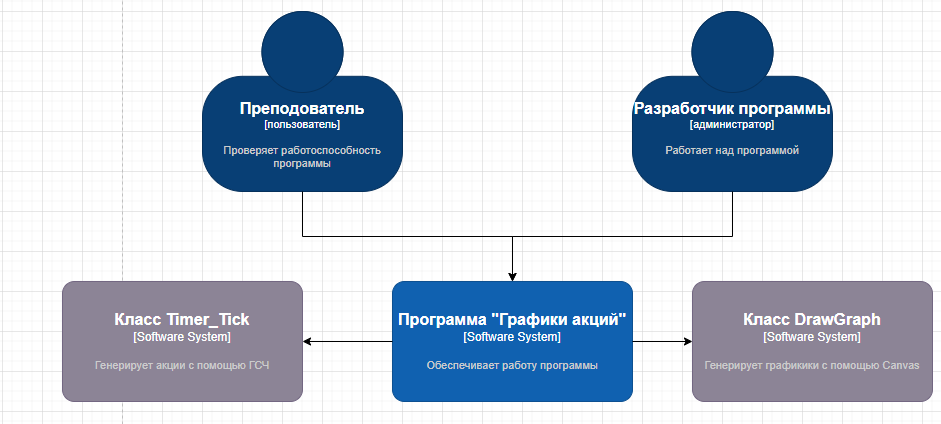 Преподователь
[пользователь]
Проверяет работоспособность
программы
Разработчик программы
[администратор]
Работает над программой
Класс Timer_Tick
[Software System]
Генерирует акции с помощью ГСЧ
Программа "Графики акций"
[Software System]
Обеспечивает работу программы
Класс DrawGraph
[Software System]
Генерирует графикики с помощью Canvas